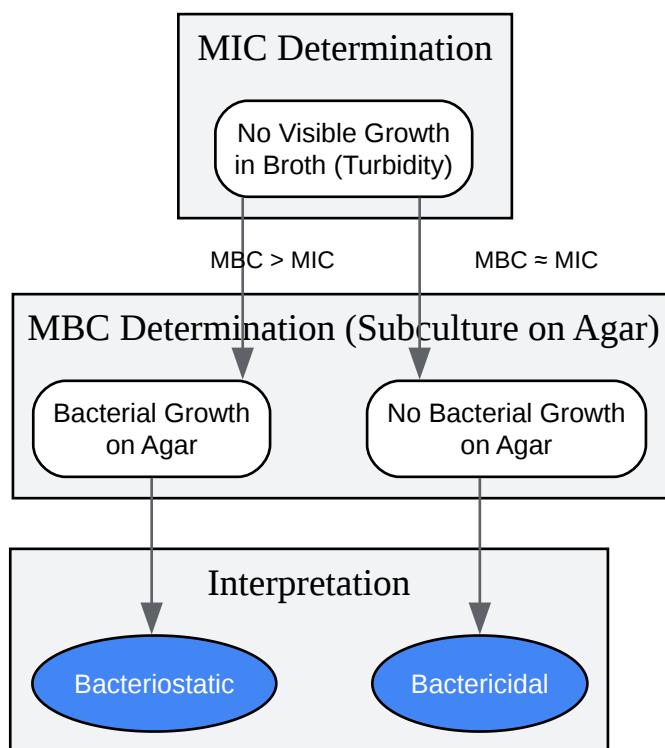 MIC Determination
No Visible Growth
in Broth (Turbidity)
MBC > MIC
MBC ≈ MIC
MBC Determination (Subculture on Agar)
Bacterial Growth
on Agar
No Bacterial Growth
on Agar
Interpretation
Bacteriostatic
Bactericidal